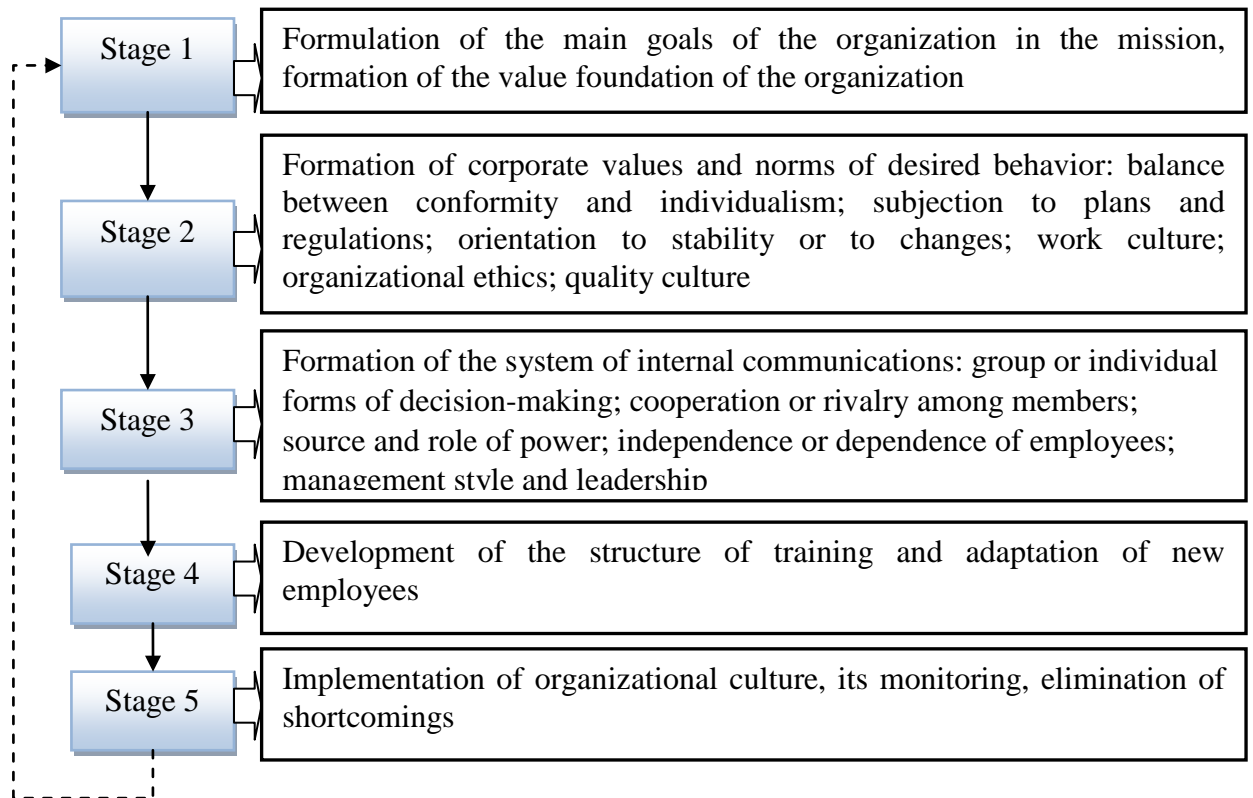 Stage 1
Formulation of the main goals of the organization in the mission,
formation of the value foundation of the organization
Stage 2
Formation of corporate values and norms of desired behavior: balance
between conformity and individualism; subjection to plans and
regulations; orientation to stability or to changes; work culture;
organizational ethics; quality culture
Stage 3
Formation of the system of internal communications: group or individual
forms of decision-making; cooperation or rivalry among members;
source and role of power; independence or dependence of employees;
management style and leadership
Stage 4
Development of the structure of training and adaptation of new
employees
Stage 5
Implementation of organizational culture, its monitoring, elimination of
shortcomings